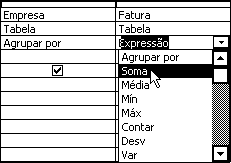 Empresa Fatura
Tabela Tabela
Agrupar por Expressão
Agrupar por
Soma
Média
Mín
Máx
Contar
Desv
Var